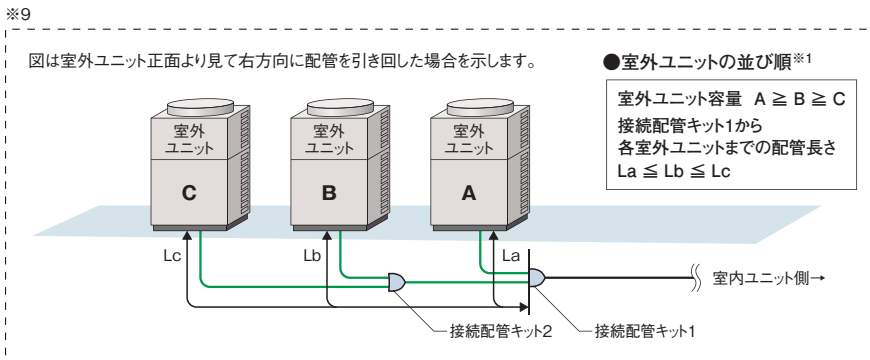 ※9
図は室外ユニット正面より見て右方向に配管を引き回した場合を示します。
●室外ユニットの並び順※1
室外ユニット容量 A ≧ B ≧ C
接続配管キット1から
各室外ユニットまでの配管長さ
La ≦ Lb ≦ Lc
室外
ユニット
C
室外
ユニット
B
室外
ユニット
A
Lc
Lb
La
室内ユニット側→
接続配管キット2
接続配管キット1